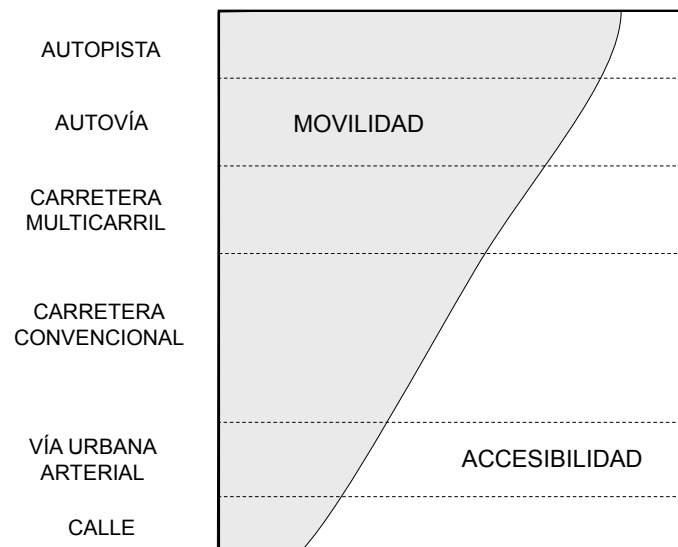 AUTOPISTA
AUTOVÍA
MOVILIDAD
CARRETERA
MULTICARRIL
CARRETERA
CONVENCIONAL
VÍA URBANA
ARTERIAL
ACCESIBILIDAD
CALLE